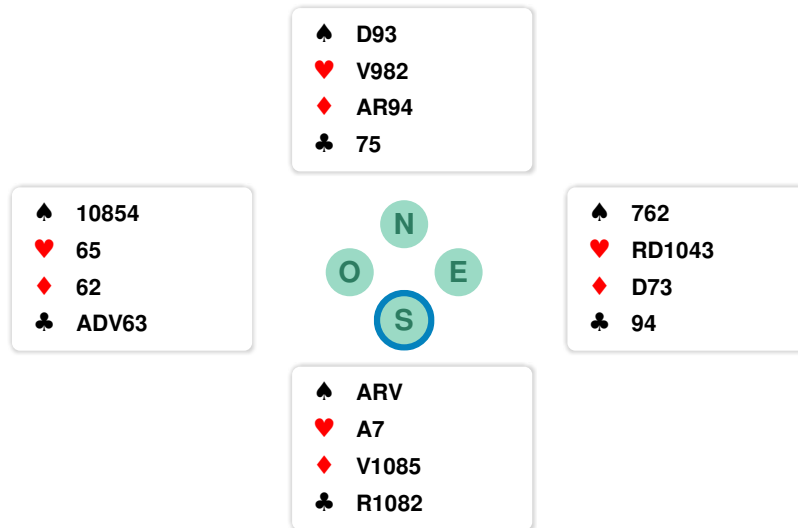 ♠ D93
♥ V982
♦ AR94
♣ 75
♠ 10854
♥ 65
♦ 62
♣ ADV63
N
O E
S
♠ 762
♥ RD1043
♦ D73
♣ 94
♠ ARV
♥ A7
♦ V1085
♣ R1082